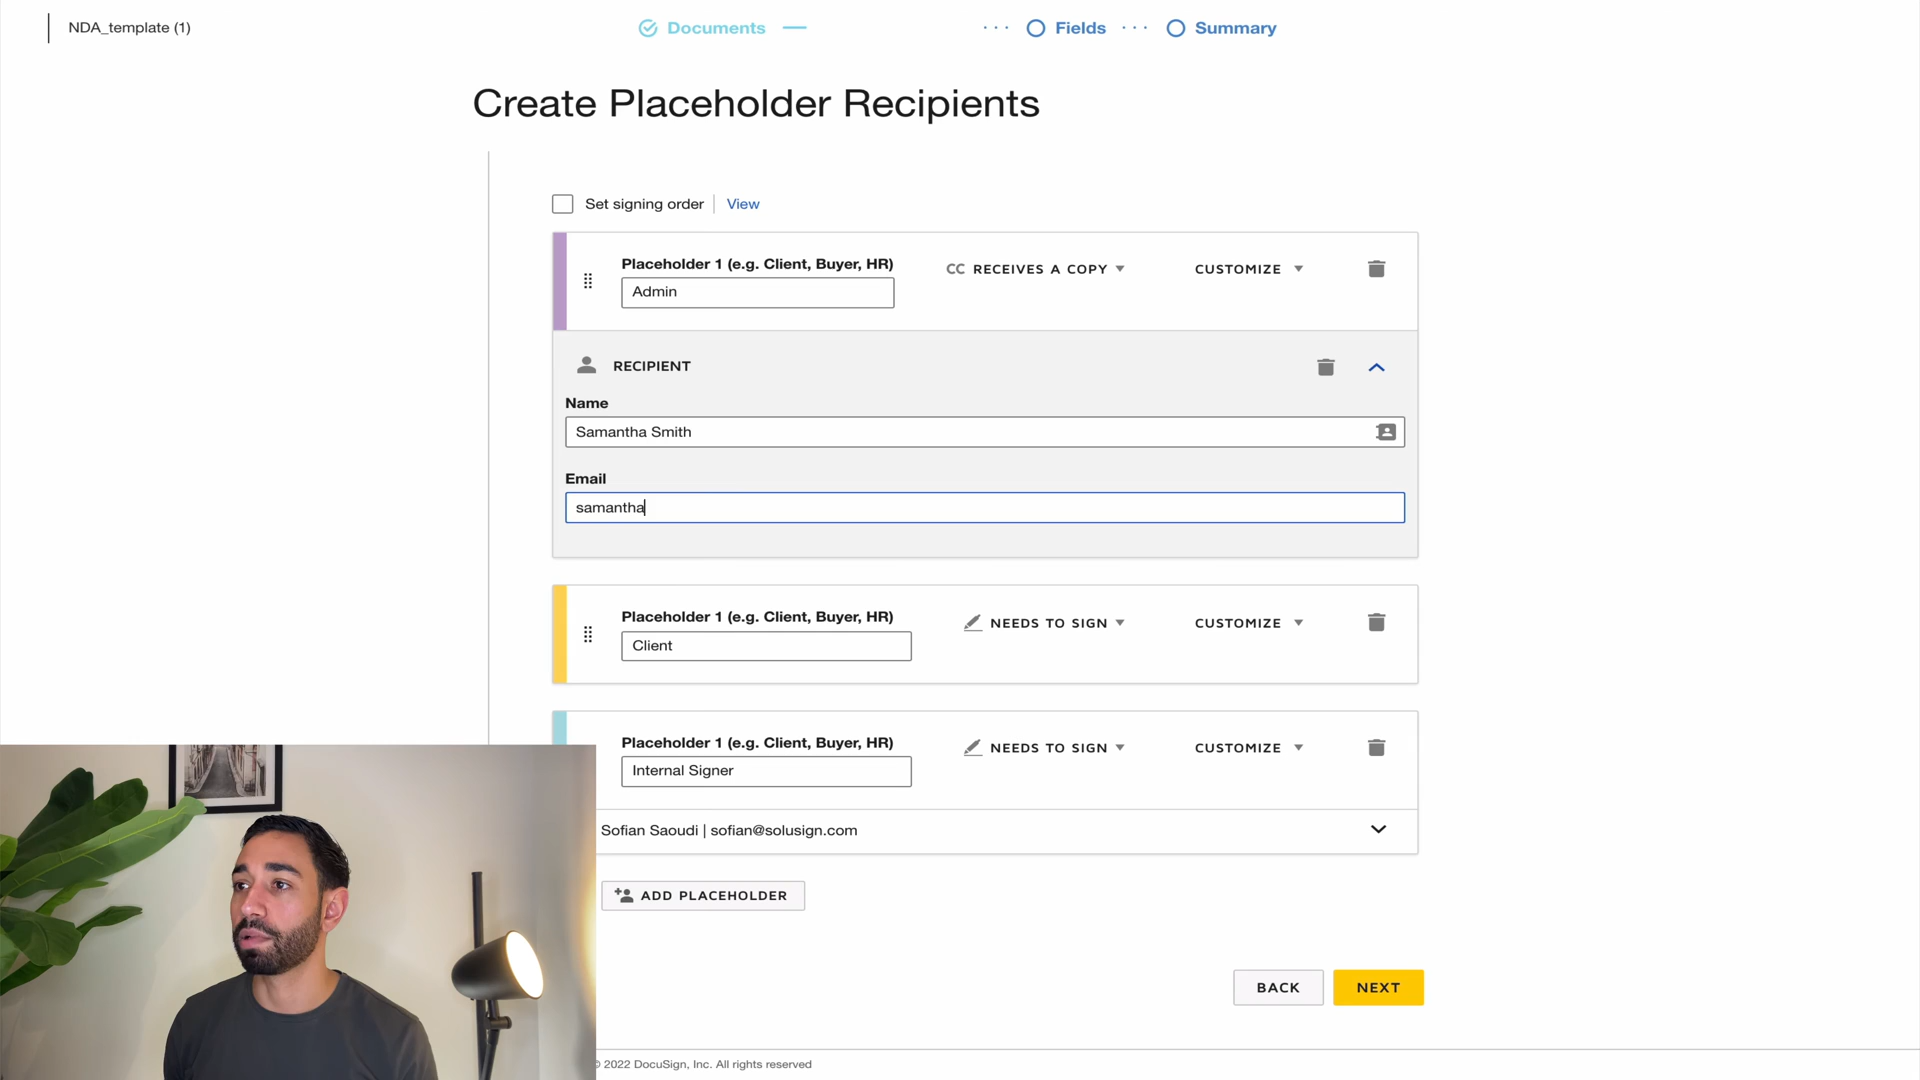 NDA_template (1)
Documents
Fields
Summary
Create Placeholder Recipients
Set signing order
View
Placeholder 1 (e.g. Client, Buyer, HR)
CC RECEIVES A COPY
CUSTOMIZE
Admin
RECIPIENT
Name
Samantha Smith
Email
samantha
Placeholder 1 (e.g. Client, Buyer, HR)
NEEDS TO SIGN
CUSTOMIZE
Client
Placeholder 1 (e.g. Client, Buyer, HR)
NEEDS TO SIGN
CUSTOMIZE
Internal Signer
Sofian Saoudi | sofian@solusign.com
ADD PLACEHOLDER
BACK
NEXT
© 2022 DocuSign, Inc. All rights reserved